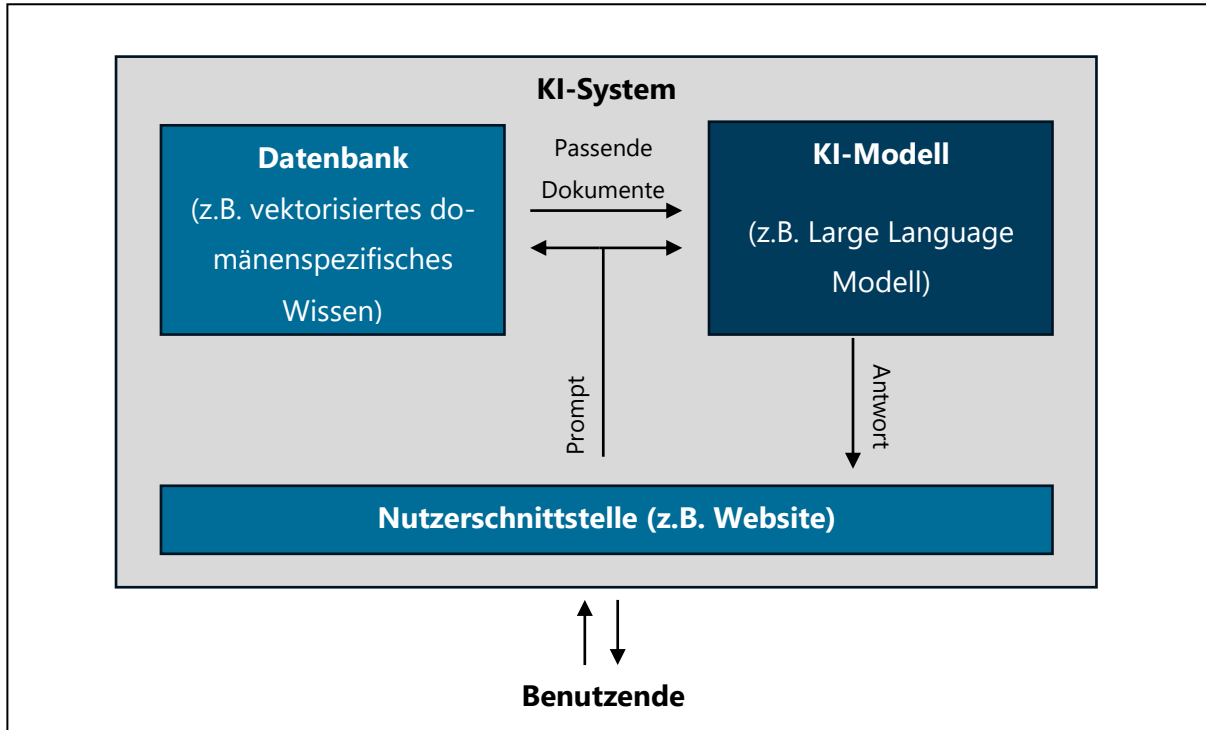 KI-System
Datenbank
(z.B. vektorisiertes do-
mänenspezifisches
Wissen)
Passende
Dokumente
KI-Modell
(z.B. Large Language
Modell)
Prompt
Antwort
Nutzerschnittstelle (z.B. Website)
Benutzende